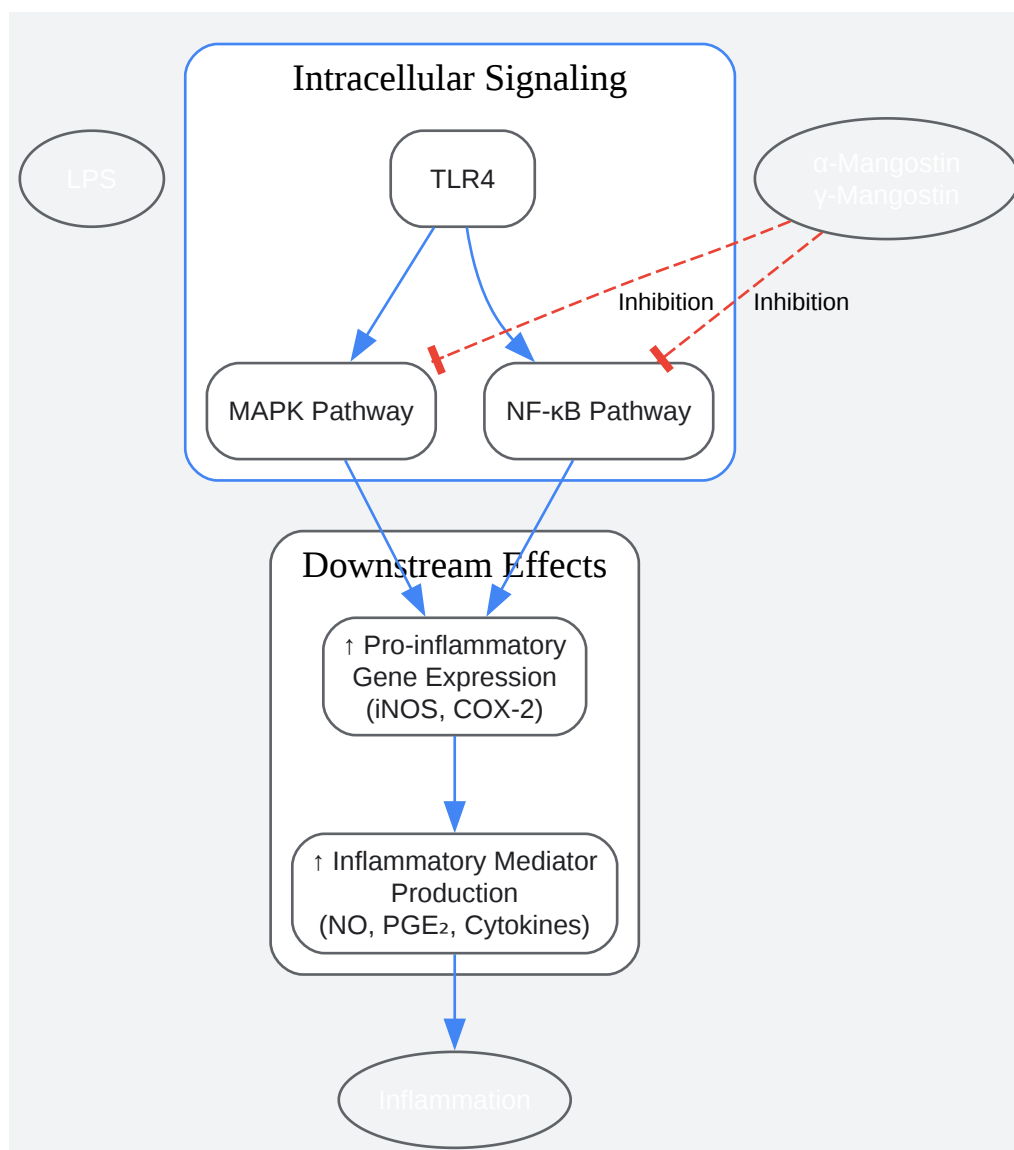 Intracellular Signaling
LPS
TLR4
α-Mangostin
γ-Mangostin
Inhibition
Inhibition
MAPK Pathway
NF-κB Pathway
Downstream Effects
↑ Pro-inflammatory
Gene Expression
(iNOS, COX-2)
↑ Inflammatory Mediator
Production
(NO, PGE₂, Cytokines)
Inflammation